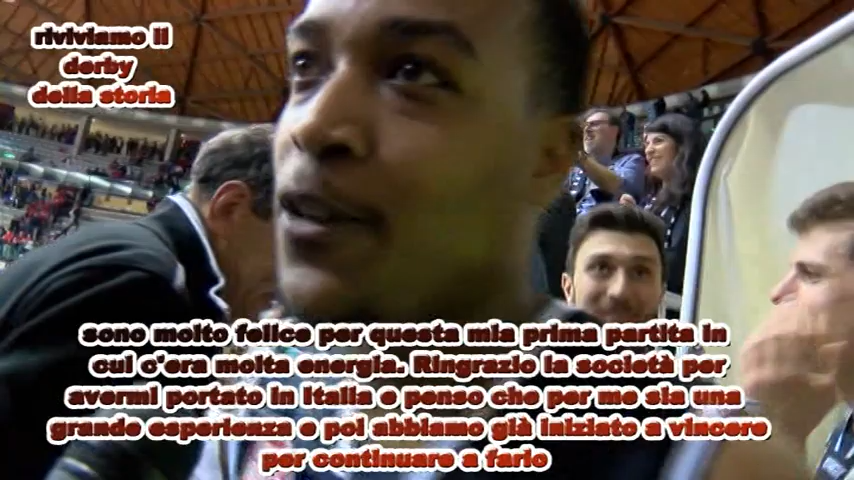 riviviamo il
derby
della storia
sono molto felice per questa mia prima partita in
cui c'era molta energia. Ringrazio la società per
avermi portato in Italia e penso che per me sia una
grande esperienza e poi abbiamo già iniziato a vincere
per continuare a farlo